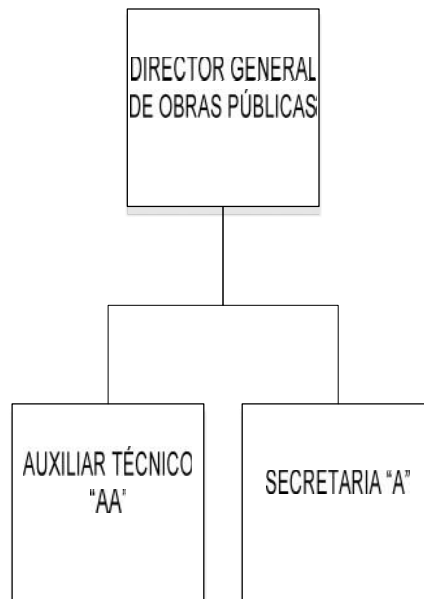 DIRECTOR GENERAL
DE OBRAS PÚBLICAS
AUXILIAR TÉCNICO
"AA"
SECRETARIA "A"